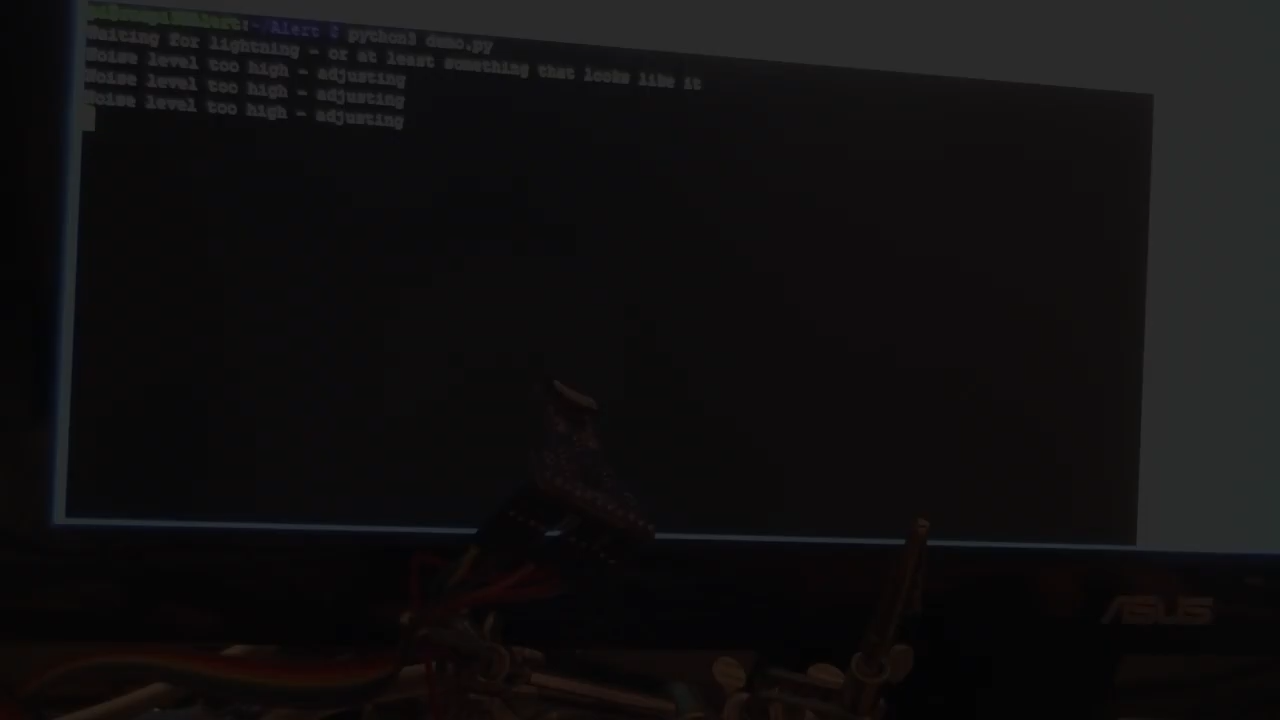 python3 demo.py
Waiting for lightning - or at least something that looks like it
Noise level too high - adjusting
Noise level too high - adjusting
Noise level too high - adjusting
ASUS